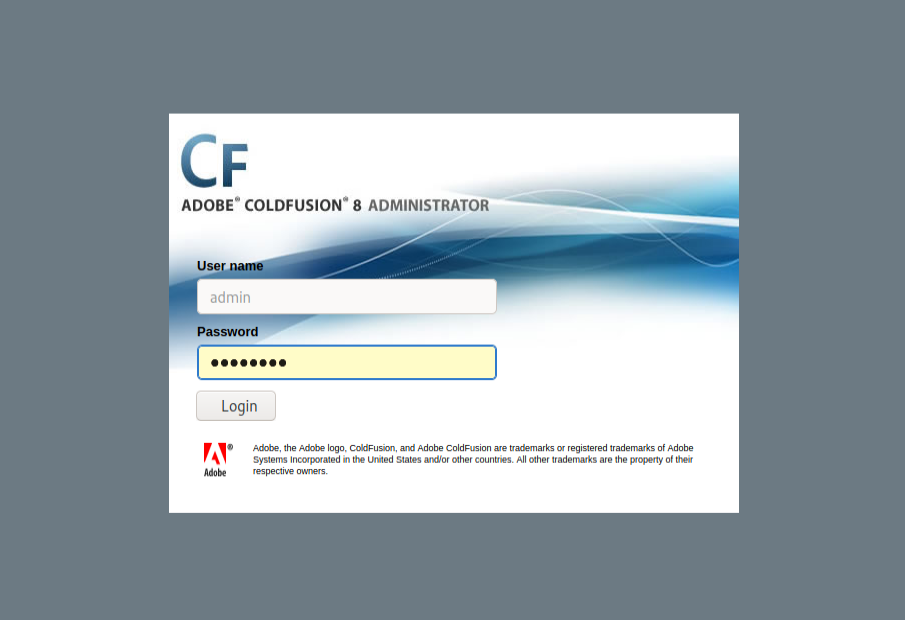 CF
ADOBE® COLDFUSION® 8 ADMINISTRATOR
User name
admin
Password
●●●●●●●●
Login
Adobe, the Adobe logo, ColdFusion, and Adobe ColdFusion are trademarks or registered trademarks of Adobe
Systems Incorporated in the United States and/or other countries. All other trademarks are the property of their
respective owners.
®
Adobe